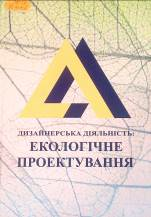 ДИЗАЙНЕРСЬКА ДІЯЛЬНІСТЬ:
ЕКОЛОГІЧНЕ
ПРОЕКТУВАННЯ